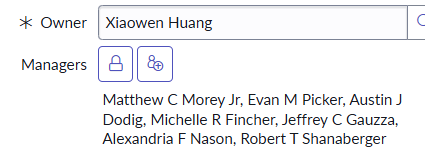 Owner Xiaowen Huang
Managers
Matthew C Morey Jr, Evan M Picker, Austin J
Dodig, Michelle R Fincher, Jeffrey C Gauzza,
Alexandria F Nason, Robert T Shanaberger